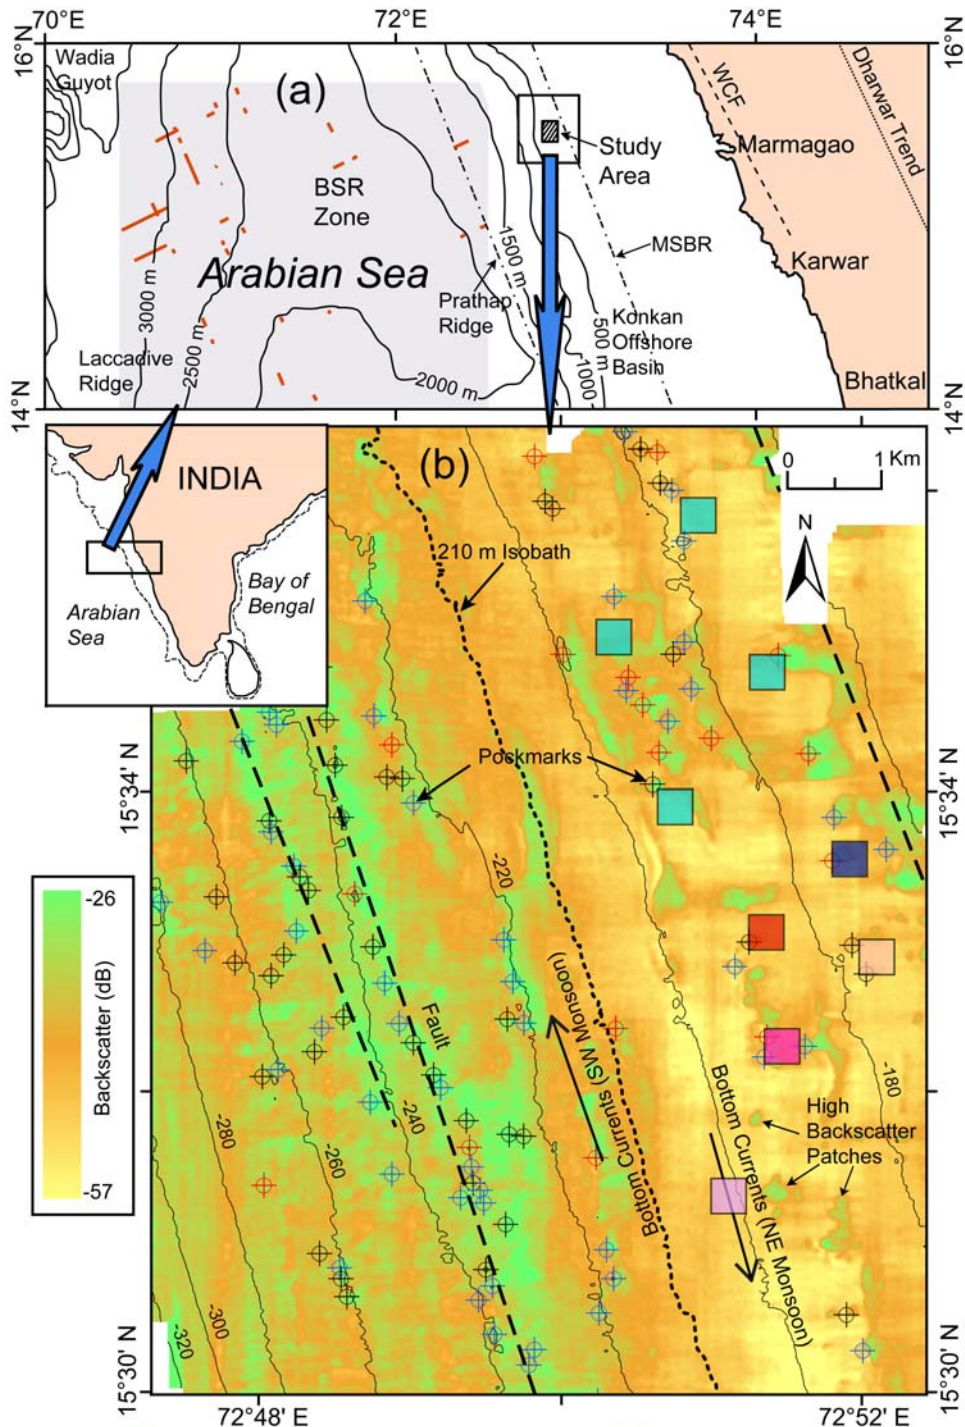 70°E
72°E
74°E
16°N
16°N
Wadia
Guyot
(a)
WCF
Dharwar Trend
Marmagao
Study
Area
BSR
Zone
1500 m
MSBR
Arabian Sea
Karwar
Prathap
Ridge
3000 m
500 m
Konkan
Offshore
Basin
Laccadive
Ridge
2500 m
2000 m
1000
Bhatkal
14°N
14°N
INDIA
(b)
0
1 Km
N
210 m Isobath
Arabian
Sea
Bay of
Bengal
Pockmarks
15°34' N
15°34' N
-220
-26
Backscatter (dB)
-57
Fault
Bottom Currents (SW Monsoon)
Bottom Currents (NE Monsoon)
-180
High
Backscatter
Patches
-240
-280
-260
-300
-320
15°30' N
15°30' N
72°48' E
72°52' E